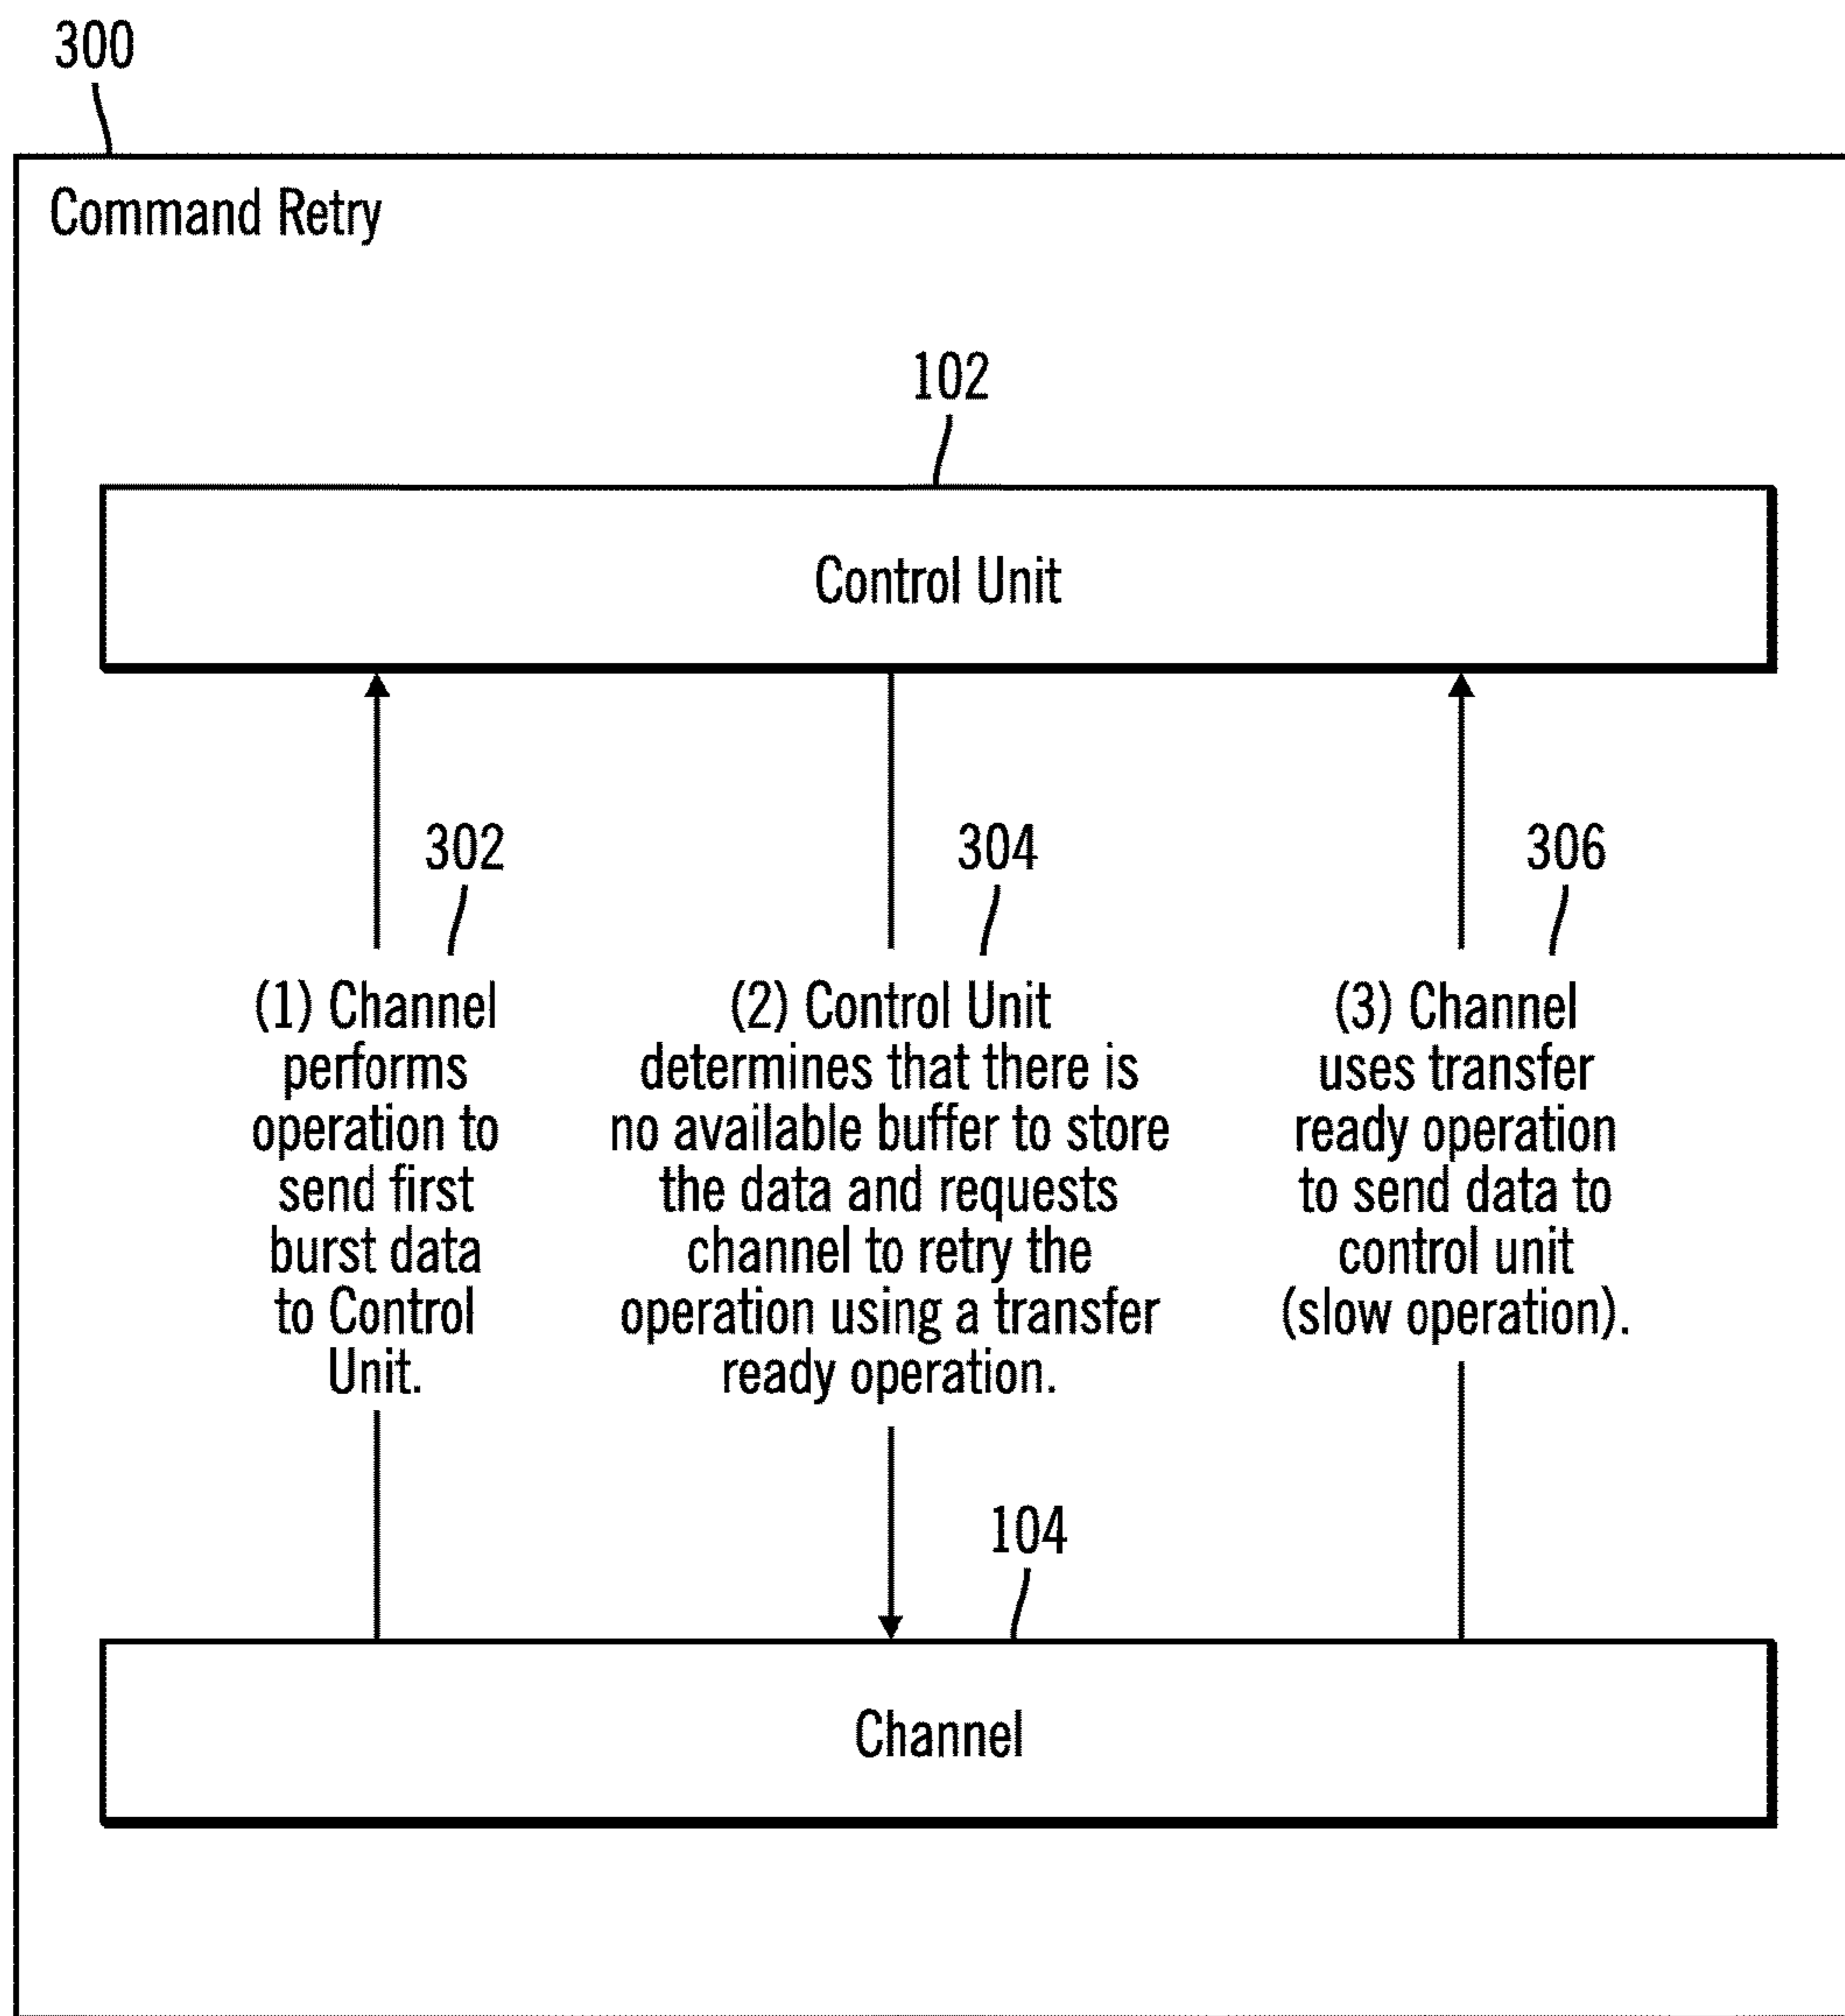 300
Command Retry
102
Control Unit
302
(1) Channel
performs
operation to
send first
burst data
to Control
Unit.
304
(2) Control Unit
determines that there is
no available buffer to store
the data and requests
channel to retry the
operation using a transfer
ready operation.
306
(3) Channel
uses transfer
ready operation
to send data to
control unit
(slow operation).
104
Channel